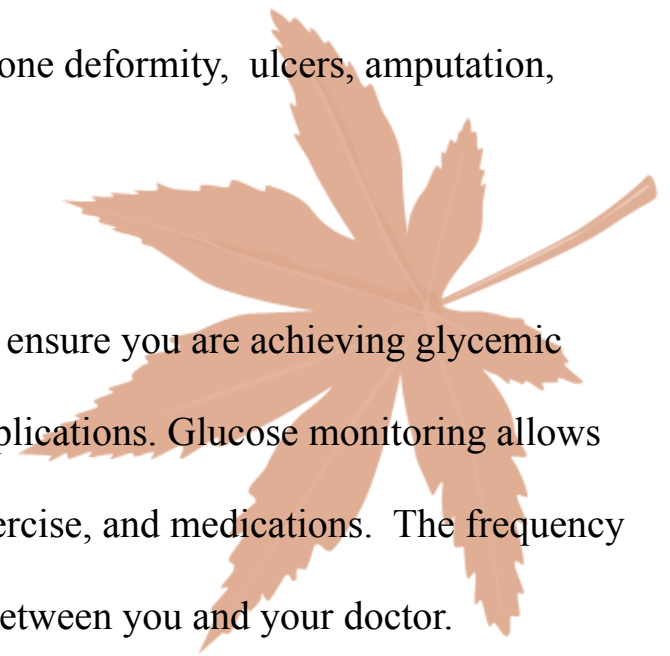 one deformity, ulcers, amputation,
ensure you are achieving glycemic
plications. Glucose monitoring allows
ercise, and medications. The frequency
etween you and your doctor.